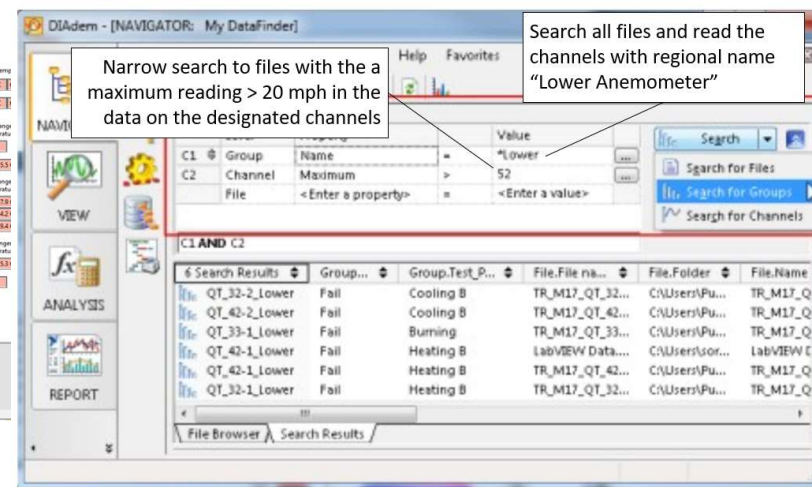 DIAdem - [NAVIGATOR: My DataFinder]
Help Favorites
Narrow search to files with the a
maximum reading > 20 mph in the
data on the designated channels
Search all files and read the
channels with regional name
“Lower Anemometer”
Value
C1 Group Name = *Lower ...
C2 Channel Maximum > 52 ...
File <Enter a property> = <Enter a value>
Search
Search for Files
Search for Groups
Search for Channels
C1 AND C2
VIEW
ANALYSIS
REPORT
6 Search Results Group... Group.Test_P... File.File na... File.Folder File.Name
QT_32-2_Lower Fail Cooling B TR_M17_QT_32... C:\Users\Pu... TR_M17_Q
QT_42-2_Lower Fail Cooling B TR_M17_QT_42... C:\Users\Pu... TR_M17_Q
QT_33-1_Lower Fail Burning TR_M17_QT_33... C:\Users\Pu... TR_M17_Q
QT_42-1_Lower Fail Heating B LabVIEW Data.... C:\Users\sor... LabVIEW
QT_42-1_Lower Fail Heating B TR_M17_QT_42... C:\Users\Pu... TR_M17_Q
QT_32-1_Lower Fail Heating B TR_M17_QT_32... C:\Users\Pu... TR_M17_Q
File Browser Search Results